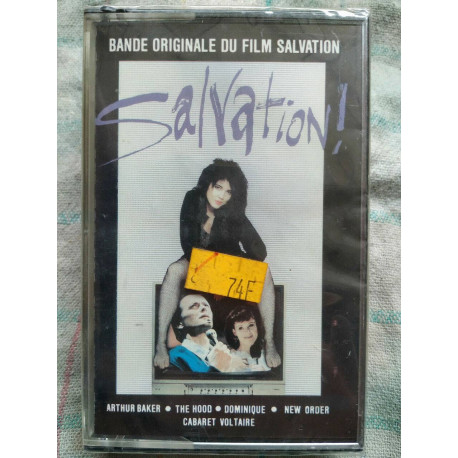 BANDE ORIGINALE DU FILM SALVATION
Salvation!
74F
ARTHUR BAKER • THE HOOD • DOMINIQUE • NEW ORDER
CABARET VOLTAIRE